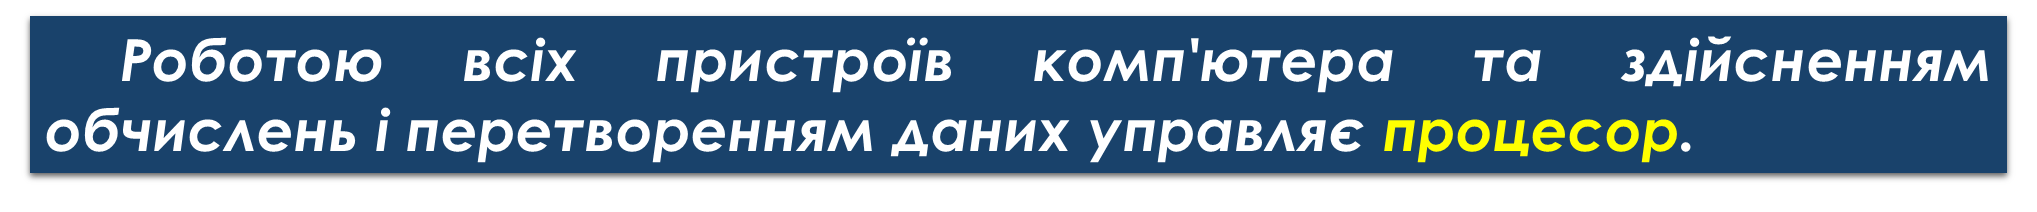 Роботою всіх пристроїв комп'ютера та здійсненням
обчислень і перетворенням даних управляє процесор.